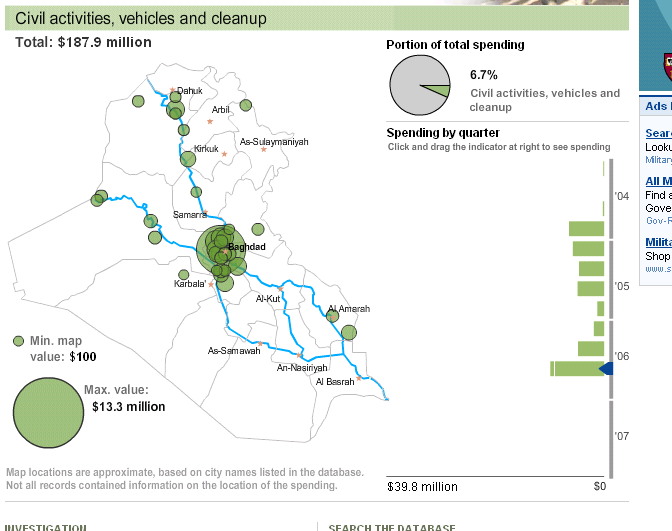 Civil activities, vehicles and cleanup
Total: $187.9 million
Dahuk
Arbil
As-Sulaymaniyah
Kirkuk
Samarra
Baghdad
Karbala'
Al-Kut
Al Amarah
As-Samawah
An-Nasiriyah
Al Basrah
Min. map
value: $100
Max. value:
$13.3 million
Map locations are approximate, based on city names listed in the database.
Not all records contained information on the location of the spending.
Portion of total spending
6.7%
Civil activities, vehicles and
cleanup
Spending by quarter
Click and drag the indicator at right to see spending
'04
'05
'06
'07
$39.8 million
$0
Ads
Sear
Looku
Military
All M
Find a
Gove
Gov-R
Milita
Shop
www.s
INVESTIGATION
SEARCH THE DATABASE